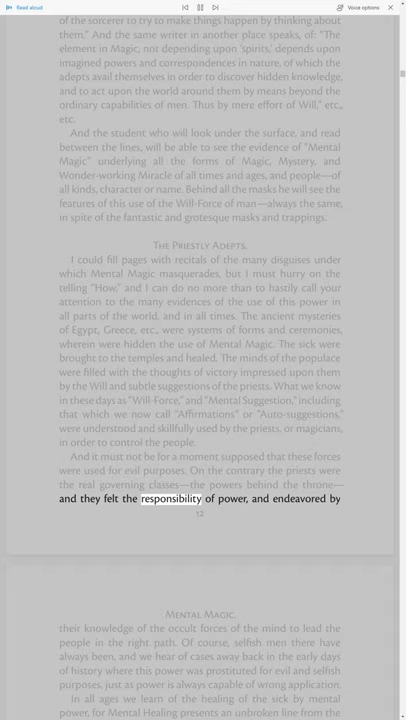 Read aloud
Voice options
of the sorcerer to try to make things happen by thinking about
them." And the same writer in another place speaks, of: "The
element in Magic, not depending upon 'spirits,' depends upon
imagined powers and correspondences in nature, of which the
adepts avail themselves in order to discover hidden knowledge,
and to act upon the world around them by means beyond the
ordinary capabilities of men. Thus by mere effort of Will," etc.,
etc.
And the student who will look under the surface, and read
between the lines, will be able to see the evidence of "Mental
Magic" underlying all the forms of Magic, Mystery, and
Wonder-working Miracle of all times and ages, and people—of
all kinds, character or name. Behind all the masks he will see the
features of this use of the Will-Force of man—always the same,
in spite of the fantastic and grotesque masks and trappings.
The Priestly Adepts.
I could fill pages with recitals of the many disguises under
which Mental Magic masquerades, but I must hurry on the
telling "How," and I can do no more than to hastily call your
attention to the many evidences of the use of this power in
all parts of the world, and in all times. The ancient mysteries
of Egypt, Greece, etc., were systems of forms and ceremonies,
wherein were hidden the use of Mental Magic. The sick were
brought to the temples and healed. The minds of the populace
were filled with the thoughts of victory impressed upon them
by the Will and subtle suggestions of the priests. What we know
in these days as "Will-Force," and "Mental Suggestion," including
that which we now call "Affirmations" or "Auto-suggestions,"
were understood and skillfully used by the priests, or magicians,
in order to control the people.
And it must not be for a moment supposed that these forces
were used for evil purposes. On the contrary the priests were
the real governing classes—the powers behind the throne—
and they felt the responsibility of power, and endeavored by
12
Mental Magic.
their knowledge of the occult forces of the mind to lead the
people in the right path. Of course, selfish men there have
always been, and we hear of cases away back in the early days
of history where this power was prostituted for evil and selfish
purposes, just as power is always capable of wrong application.
In all ages we learn of the healing of the sick by mental
power, for Mental Healing presents an unbroken line from the